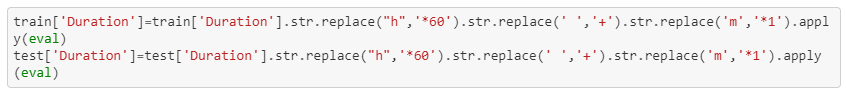 train['Duration']=train['Duration'].str.replace("h",'*60').str.replace(' ','+').str.replace('m','*1').appl
y(eval)
test['Duration']=test['Duration'].str.replace("h",'*60').str.replace(' ','+').str.replace('m','*1').apply
(eval)